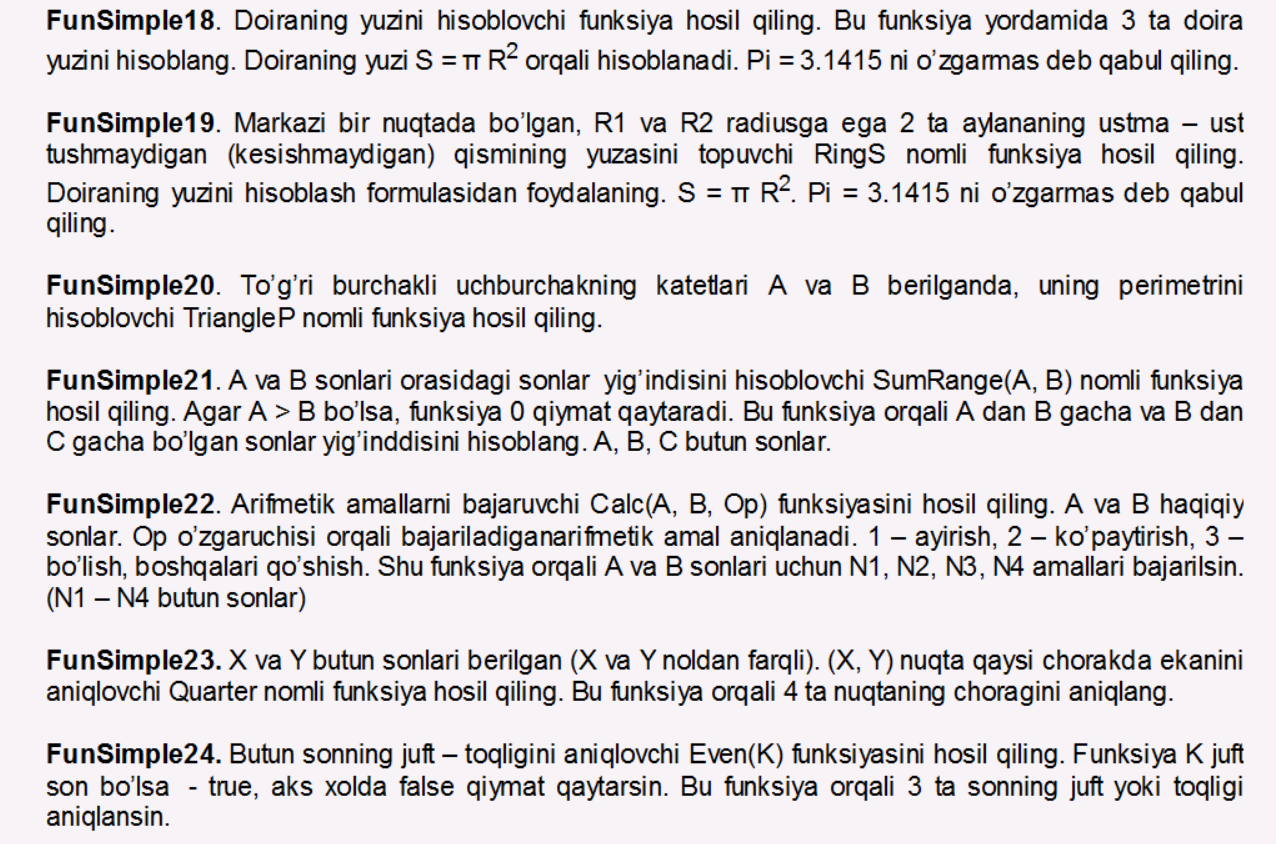 FunSimple18. Doiraning yuzini hisoblovchi funksiya hosil qiling. Bu funksiya yordamida 3 ta doira
yuzini hisoblang. Doiraning yuzi S = π R² orqali hisoblanadi. Pi = 3.1415 ni o’zgarmas deb qabul qiling.
FunSimple19. Markazi bir nuqtada bo’lgan, R1 va R2 radiusga ega 2 ta aylananing ustma – ust
tushmaydigan (kesishmaydigan) qismining yuzasini topuvchi RingS nomli funksiya hosil qiling.
Doiraning yuzini hisoblash formulasidan foydalaning. S = π R². Pi = 3.1415 ni o’zgarmas deb qabul
qiling.
FunSimple20. To’g’ri burchakli uchburchakning katetlari A va B berilganda, uning perimetrini
hisoblovchi TriangleP nomli funksiya hosil qiling.
FunSimple21. A va B sonlari orasidagi sonlar yig’indisini hisoblovchi SumRange(A, B) nomli funksiya
hosil qiling. Agar A > B bo’lsa, funksiya 0 qiymat qaytaradi. Bu funksiya orqali A dan B gacha va B dan
C gacha bo’lgan sonlar yig’inddisini hisoblang. A, B, C butun sonlar.
FunSimple22. Arifmetik amallarni bajaruvchi Calc(A, B, Op) funksiyasini hosil qiling. A va B haqiqiy
sonlar. Op o’zgaruchisi orqali bajariladiganarifmetik amal aniqlanadi. 1 – ayirish, 2 – ko’paytirish, 3 –
bo’lish, boshqalari qo’shish. Shu funksiya orqali A va B sonlari uchun N1, N2, N3, N4 amallari bajarilsin.
(N1 – N4 butun sonlar)
FunSimple23. X va Y butun sonlari berilgan (X va Y noldan farqli). (X, Y) nuqta qaysi chorakda ekanini
aniqlovchi Quarter nomli funksiya hosil qiling. Bu funksiya orqali 4 ta nuqtaning choragini aniqlang.
FunSimple24. Butun sonning juft – toqligini aniqlovchi Even(K) funksiyasini hosil qiling. Funksiya K juft
son bo’lsa - true, aks xolda false qiymat qaytarsin. Bu funksiya orqali 3 ta sonning juft yoki toqligi
aniqlansin.